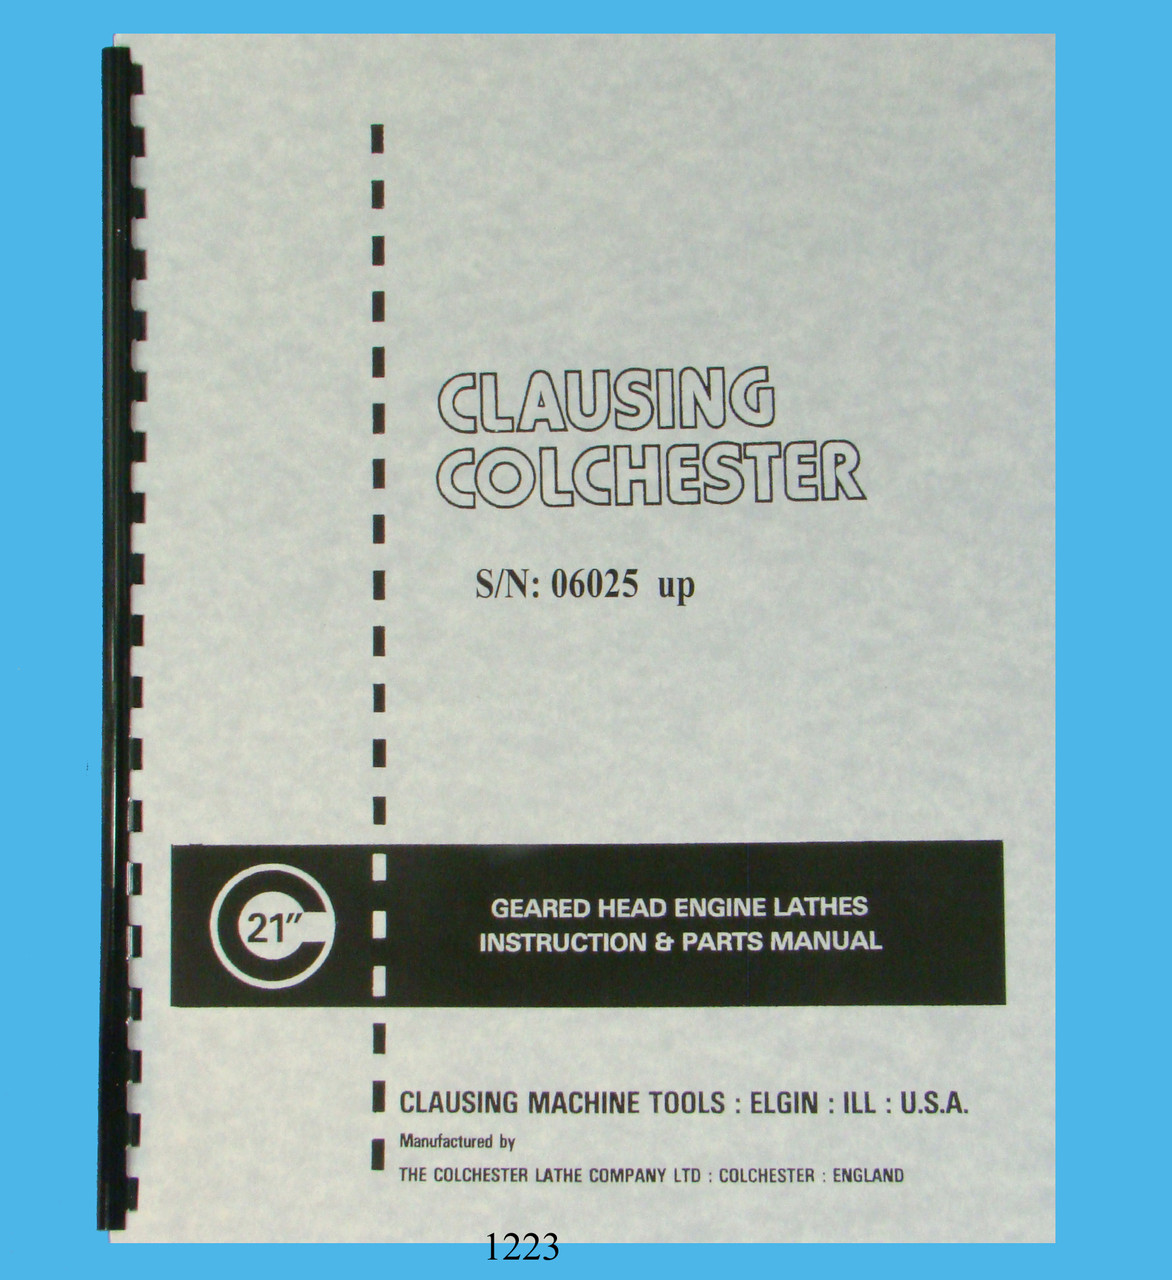 CLAUSING
COLCHESTER
S/N: 06025 up
21"
GEARED HEAD ENGINE LATHES
INSTRUCTION & PARTS MANUAL
CLAUSING MACHINE TOOLS : ELGIN : ILL : U.S.A.
Manufactured by
THE COLCHESTER LATHE COMPANY LTD : COLCHESTER : ENGLAND
1223